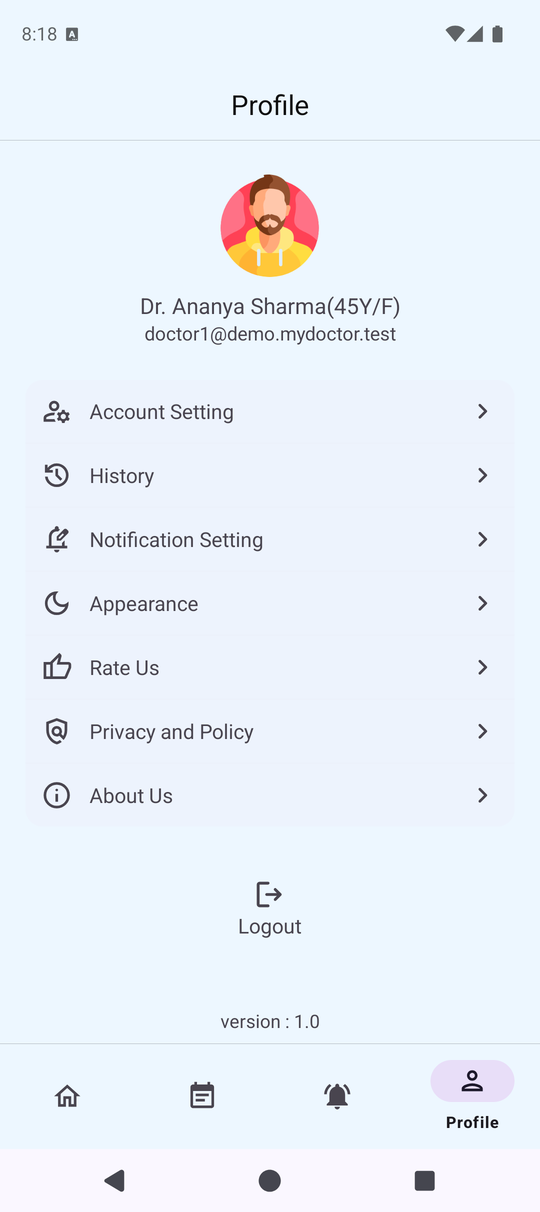 8:18
Profile
Dr. Ananya Sharma(45Y/F)
doctor1@demo.mydoctor.test
Account Setting
History
Notification Setting
Appearance
Rate Us
Privacy and Policy
About Us
Logout
version : 1.0
Profile